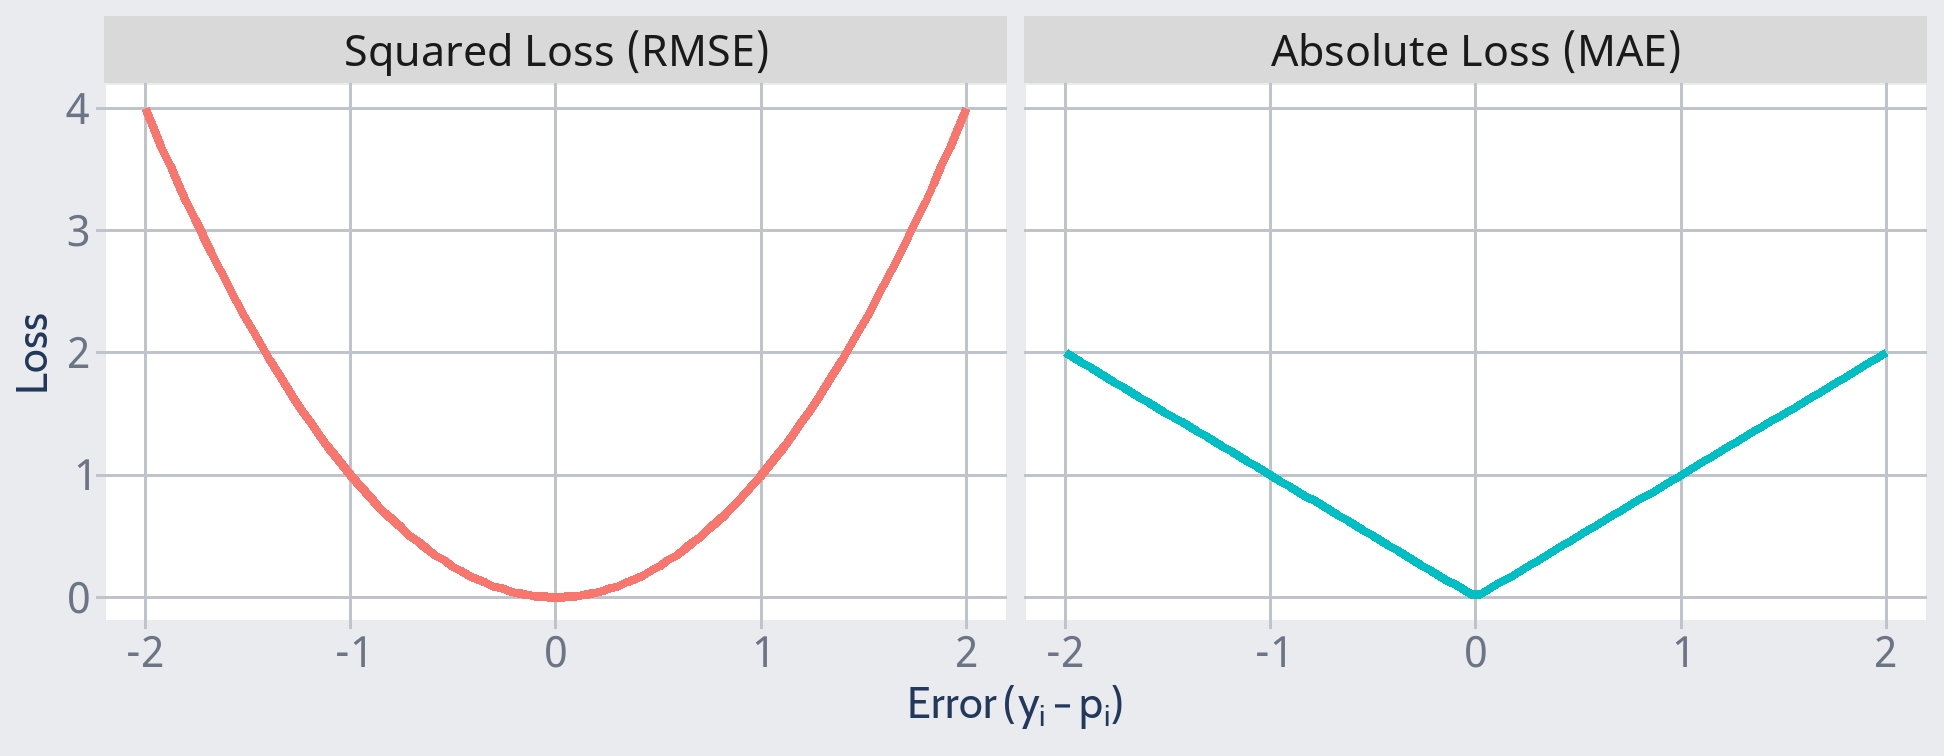 Squared Loss (RMSE)
Absolute Loss (MAE)
Loss
4
3
2
1
0
-2 -1 0 1 2
-2 -1 0 1 2
Error (yᵢ – pᵢ)